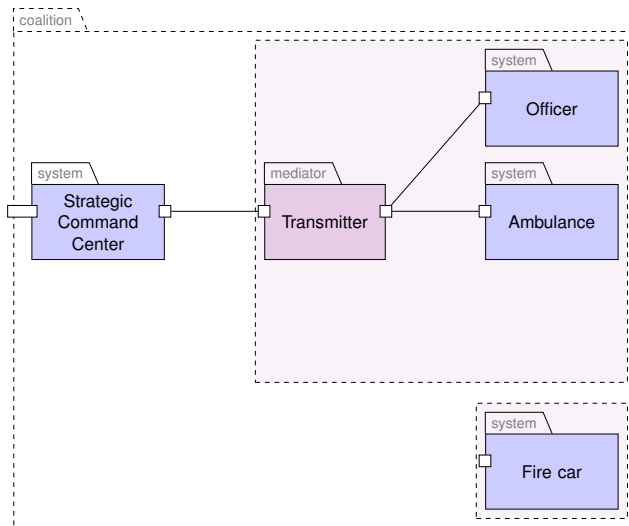 coalition
system
Officer
system
Strategic
Command
Center
mediator
Transmitter
system
Ambulance
system
Fire car